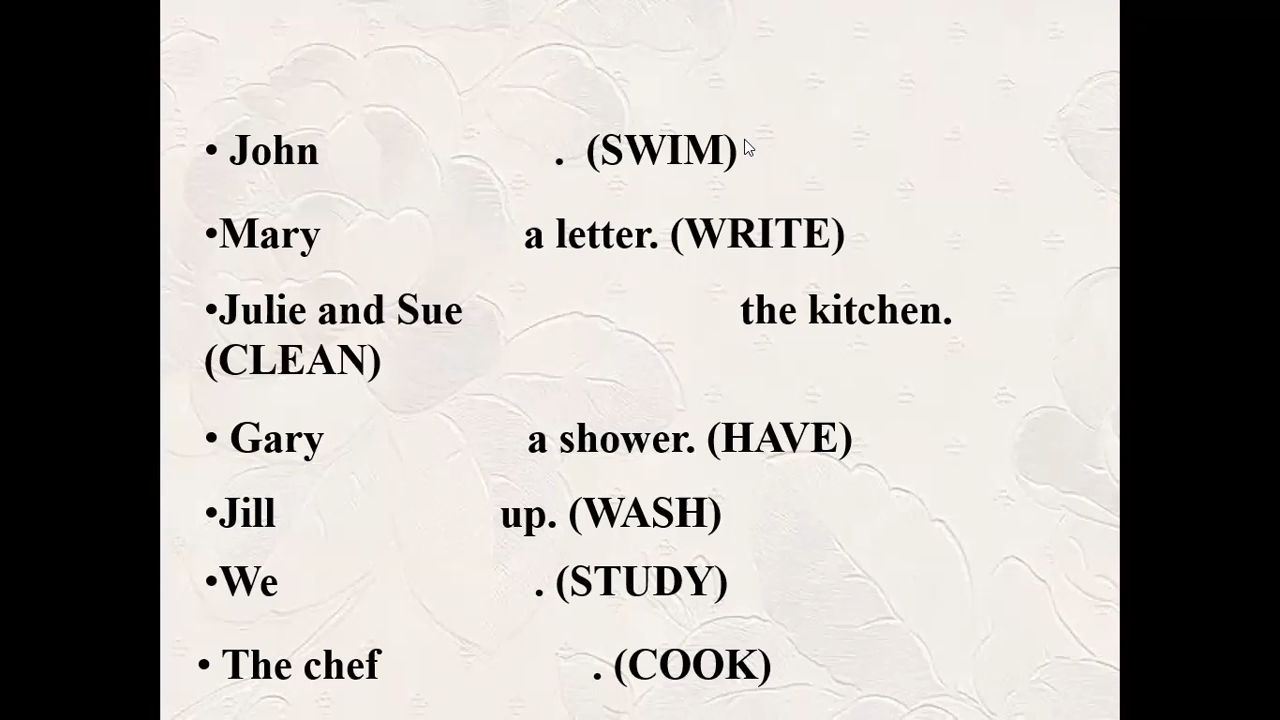 • John . (SWIM)
•Mary a letter. (WRITE)
•Julie and Sue the kitchen.
(CLEAN)
• Gary a shower. (HAVE)
•Jill up. (WASH)
•We . (STUDY)
• The chef . (COOK)